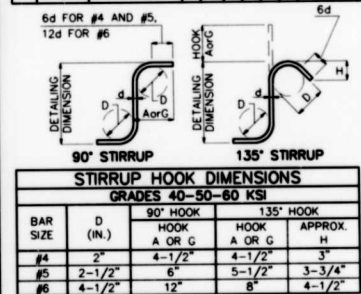 6d FOR #4 AND #5,
12d FOR #6
6d
HOOK
A or G
H
DETAILING
DIMENSION
d
D
D
A or G
DETAILING
DIMENSION
d
D
D
90° STIRRUP
135° STIRRUP
STIRRUP HOOK DIMENSIONS
GRADES 40-50-60 KSI
BAR SIZE D (IN.) 90° HOOK 135° HOOK
HOOK A OR G HOOK A OR G APPROX. H
#4 2" 4-1/2" 4-1/2" 3"
#5 2-1/2" 6" 5-1/2" 3-3/4"
#6 4-1/2" 12" 8" 4-1/2"